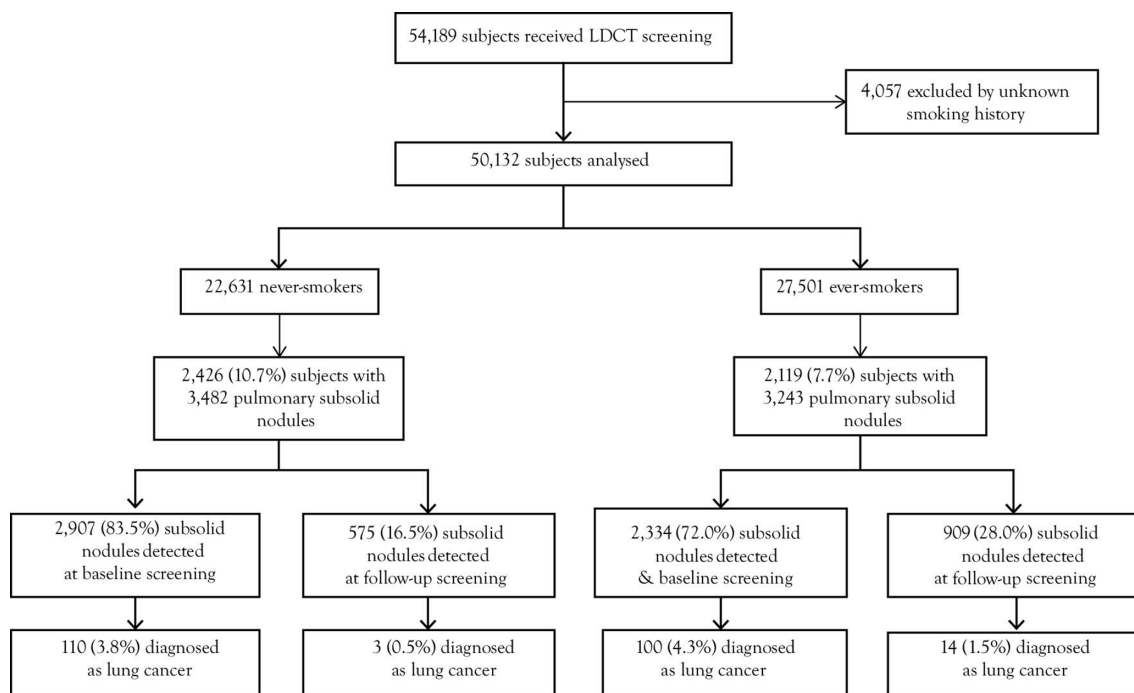 54,189 subjects received LDCT screening
4,057 excluded by unknown
smoking history
50,132 subjects analysed
22,631 never-smokers
27,501 ever-smokers
2,426 (10.7%) subjects with
3,482 pulmonary subsolid
nodules
2,119 (7.7%) subjects with
3,243 pulmonary subsolid
nodules
2,907 (83.5%) subsolid
nodules detected
at baseline screening
575 (16.5%) subsolid
nodules detected
at follow-up screening
2,334 (72.0%) subsolid
nodules detected
& baseline screening
909 (28.0%) subsolid
nodules detected
at follow-up screening
110 (3.8%) diagnosed
as lung cancer
3 (0.5%) diagnosed
as lung cancer
100 (4.3%) diagnosed
as lung cancer
14 (1.5%) diagnosed
as lung cancer